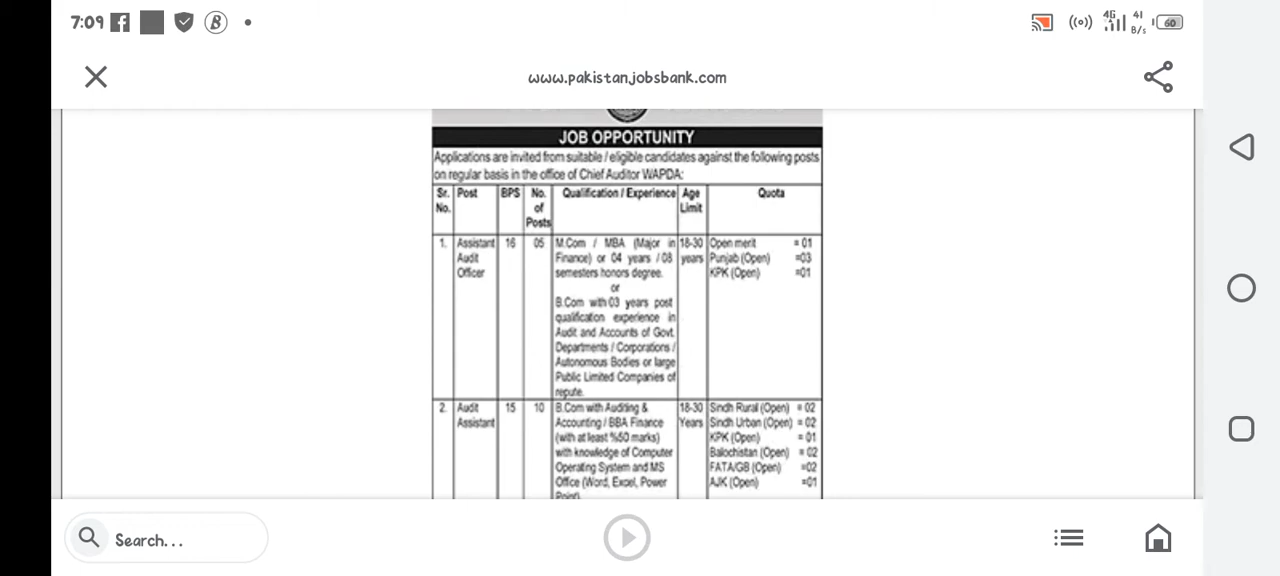 7:09
4G 41 B/s 60
www.pakistanjobsbank.com
JOB OPPORTUNITY
Applications are invited from suitable / eligible candidates against the following posts
on regular basis in the office of Chief Auditor WAPDA:
Sr. No.
Post
BPS
No. of Posts
Qualification / Experience
Age Limit
Quota
1.
Assistant
Audit
Officer
16
05
M.Com / MBA (Major in
Finance) or 04 years / 08
semesters honors degree.
or
B.Com with 03 years post
qualification experience in
Audit and Accounts of Govt.
Departments / Corporations /
Autonomous Bodies or large
Public Limited Companies of
repute.
18-30
years
Open merit = 01
Punjab (Open) =03
KPK (Open) =01
2.
Audit
Assistant
15
10
B.Com with Auditing &
Accounting / BBA Finance
(with at least %50 marks)
with knowledge of Computer
Operating System and MS
Office (Word, Excel, Power
Point)
18-30
Years
Sindh Rural (Open) = 02
Sindh Urban (Open) = 02
KPK (Open) = 01
Balochistan (Open) = 02
FATA/GB (Open) =02
AJK (Open) =01
Search...